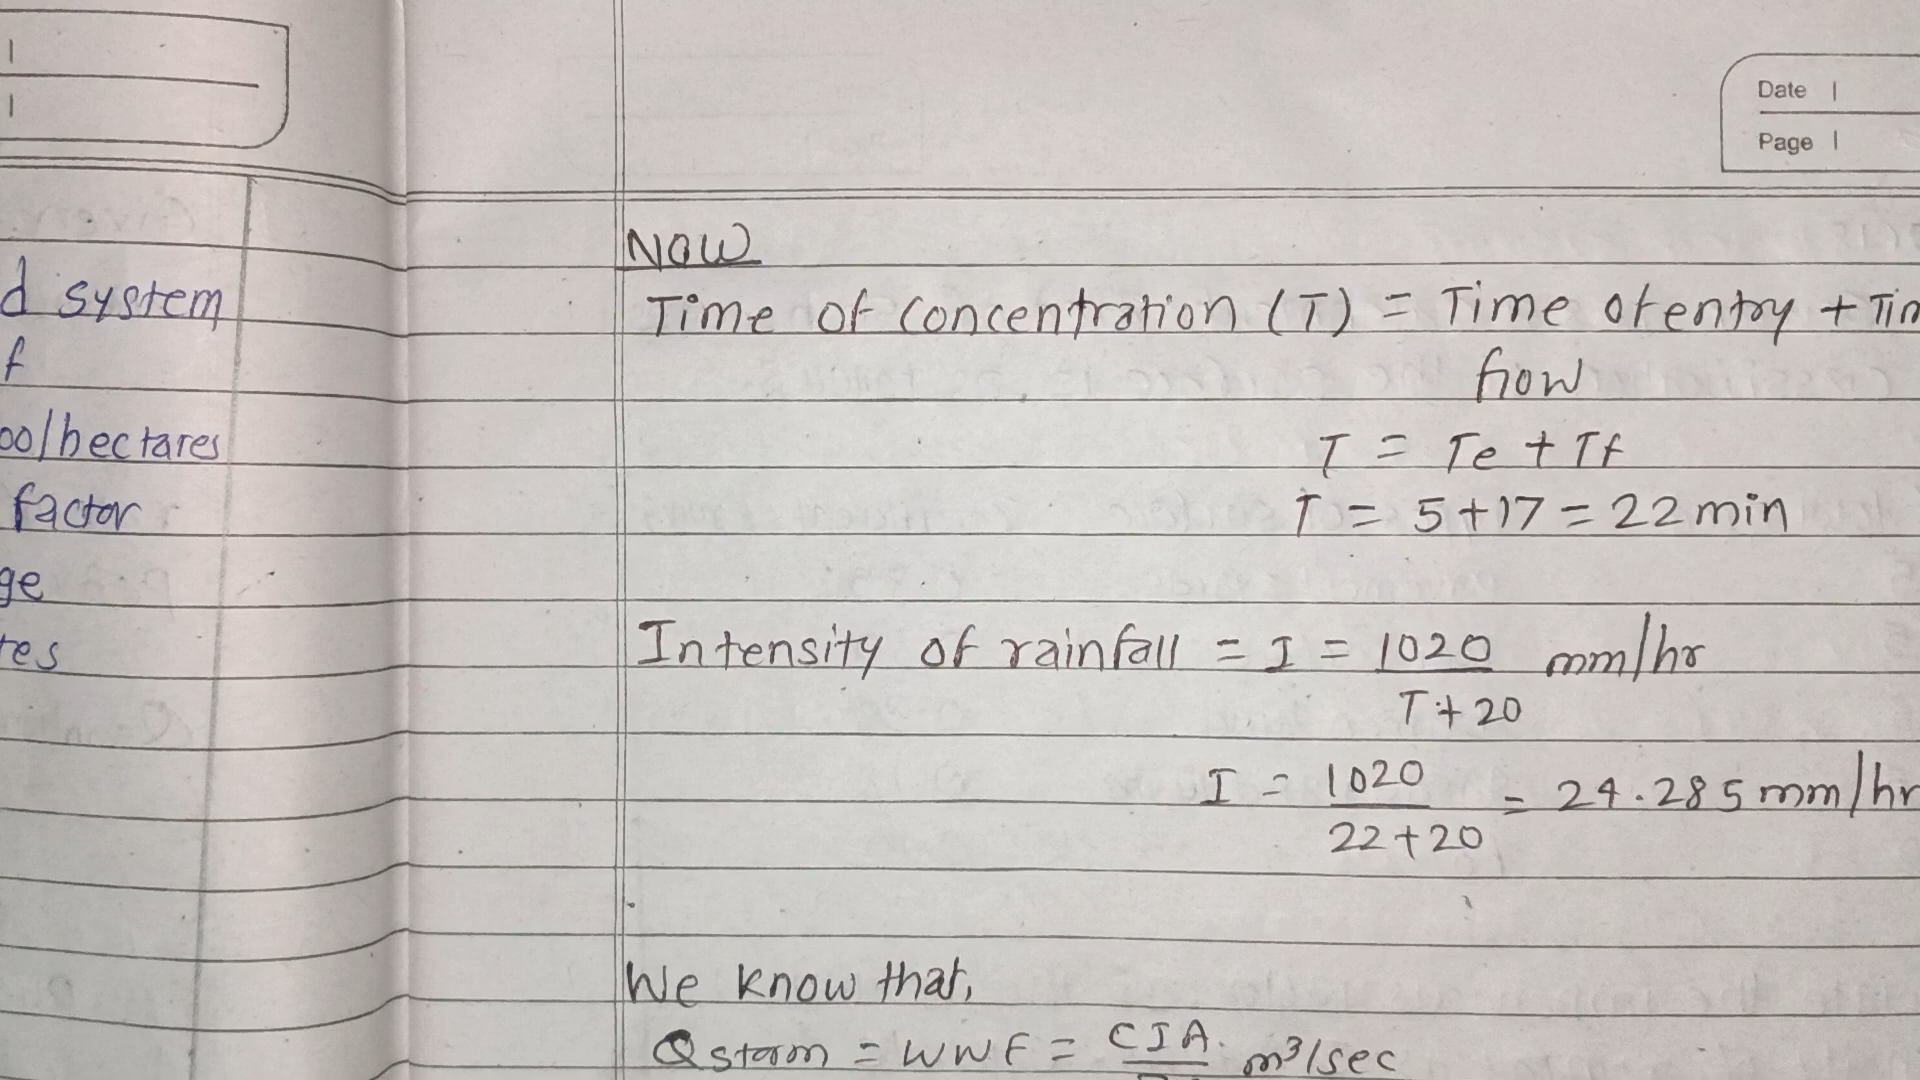 Date
Page
d system
f
oo/hectares
factor
ge
tes
Now
Time of concentration (T) = Time of entry + Tim
flow
T = Te + Tf
T = 5+17 = 22 min
Intensity of rainfall = I = 1020 mm/hr
T+20
I = 1020 = 24.285 mm/hr
22+20
We know that,
Qstorm = WWF = CIA m³/sec